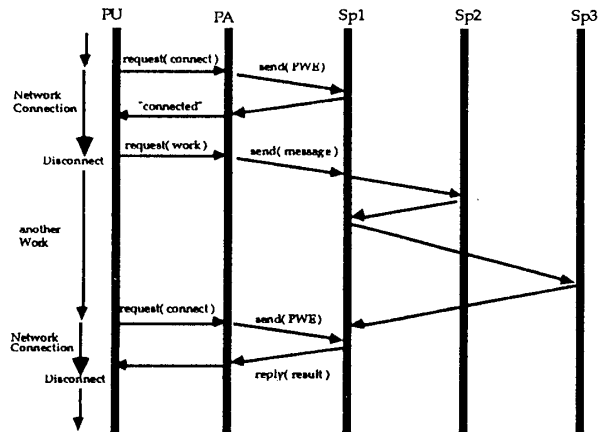 PU PA Sp1 Sp2 Sp3
request( connect )
send( PWE)
Network
Connection
"connected"
request( work )
send( message )
Disconnect
another
Work
request( connect )
send( PWE)
Network
Connection
reply( result )
Disconnect